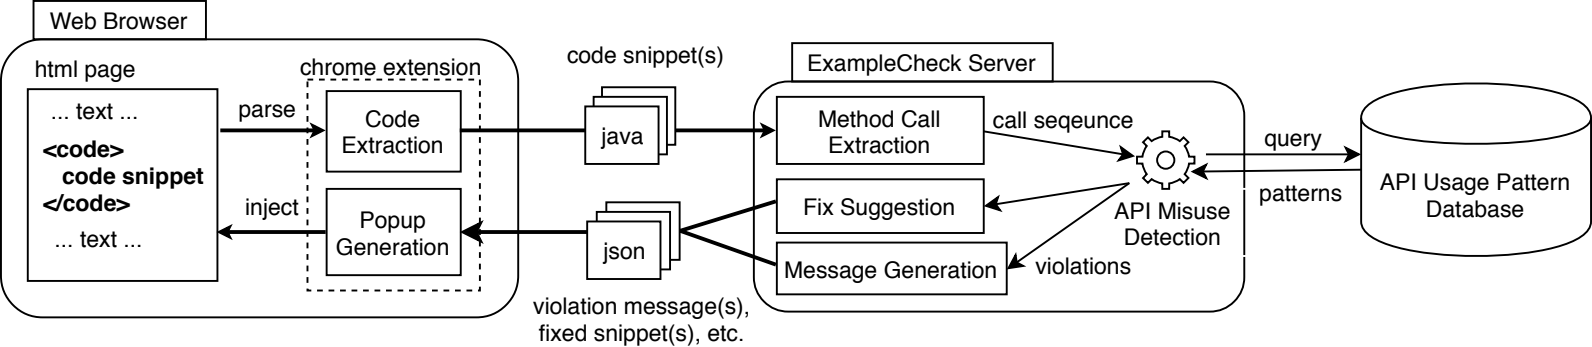 Web Browser
html page
... text ...
<code>
code snippet
</code>
... text ...
parse
inject
chrome extension
Code
Extraction
Popup
Generation
code snippet(s)
java
json
violation message(s),
fixed snippet(s), etc.
ExampleCheck Server
Method Call
Extraction
Fix Suggestion
Message Generation
call seqeunce
API Misuse
Detection
violations
query
patterns
API Usage Pattern
Database